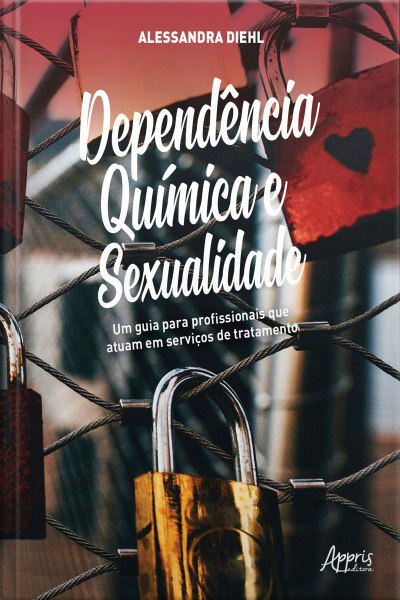 ALESSANDRA DIEHL
Dependência
Química e
Sexualidade
Um guia para profissionais que
atuam em serviços de tratamento
Appris
editora